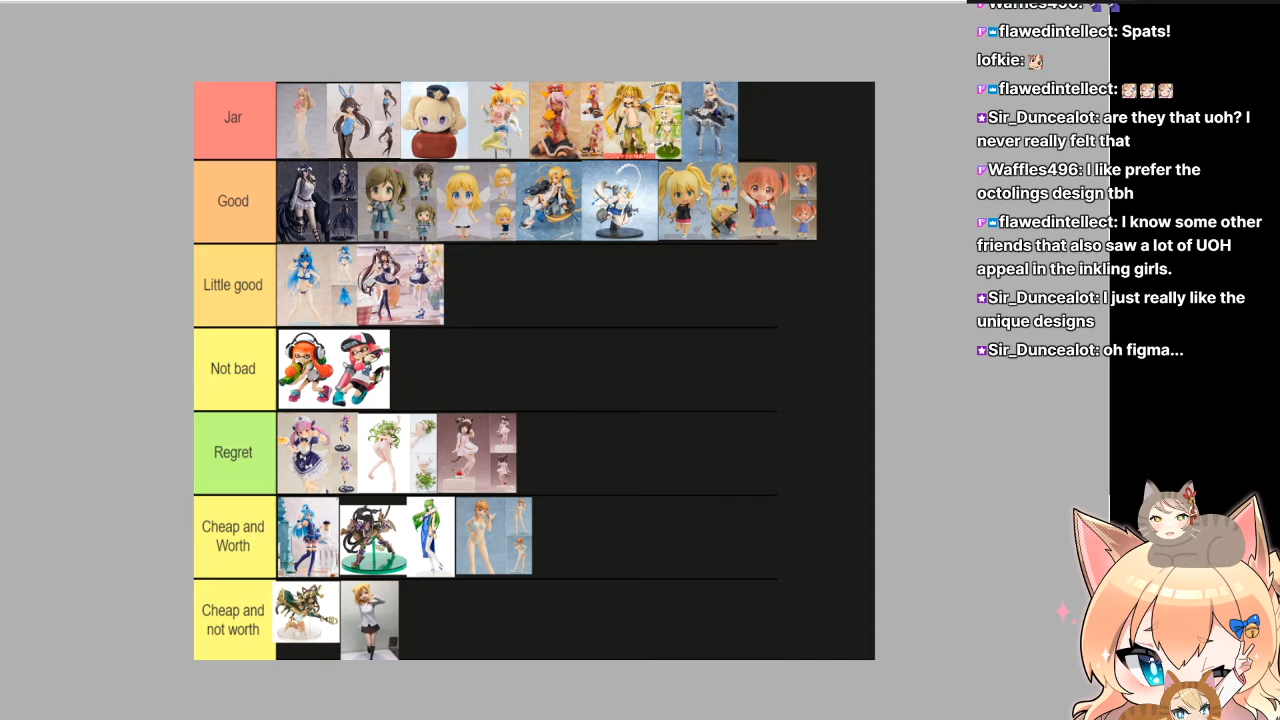 Jar
Good
Little good
Not bad
Regret
Cheap and
Worth
Cheap and
not worth
Waffles496:
flawedintellect: Spats!
lofkie:
flawedintellect:
Sir_Duncealot: are they that uoh? I
never really felt that
Waffles496: I like prefer the
octolings design tbh
flawedintellect: I know some other
friends that also saw a lot of UOH
appeal in the inkling girls.
Sir_Duncealot: I just really like the
unique designs
Sir_Duncealot: oh figma...